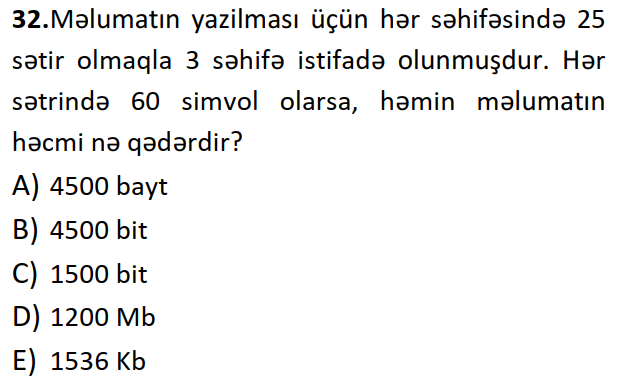 32.Məlumatın yazilması üçün hər səhifəsində 25
sətir olmaqla 3 səhifə istifadə olunmuşdur. Hər
sətrində 60 simvol olarsa, həmin məlumatın
həcmi nə qədərdir?
A) 4500 bayt
B) 4500 bit
C) 1500 bit
D) 1200 Mb
E) 1536 Kb